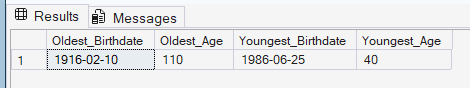 Results Messages
Oldest_Birthdate Oldest_Age Youngest_Birthdate Youngest_Age
1 1916-02-10 110 1986-06-25 40